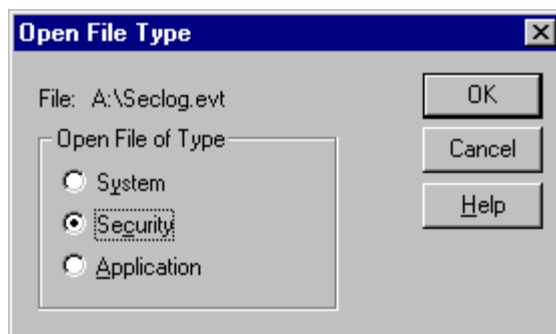 Open File Type
File: A:\Seclog.evt
OK
Open File of Type
Cancel
System
Help
Security
Application